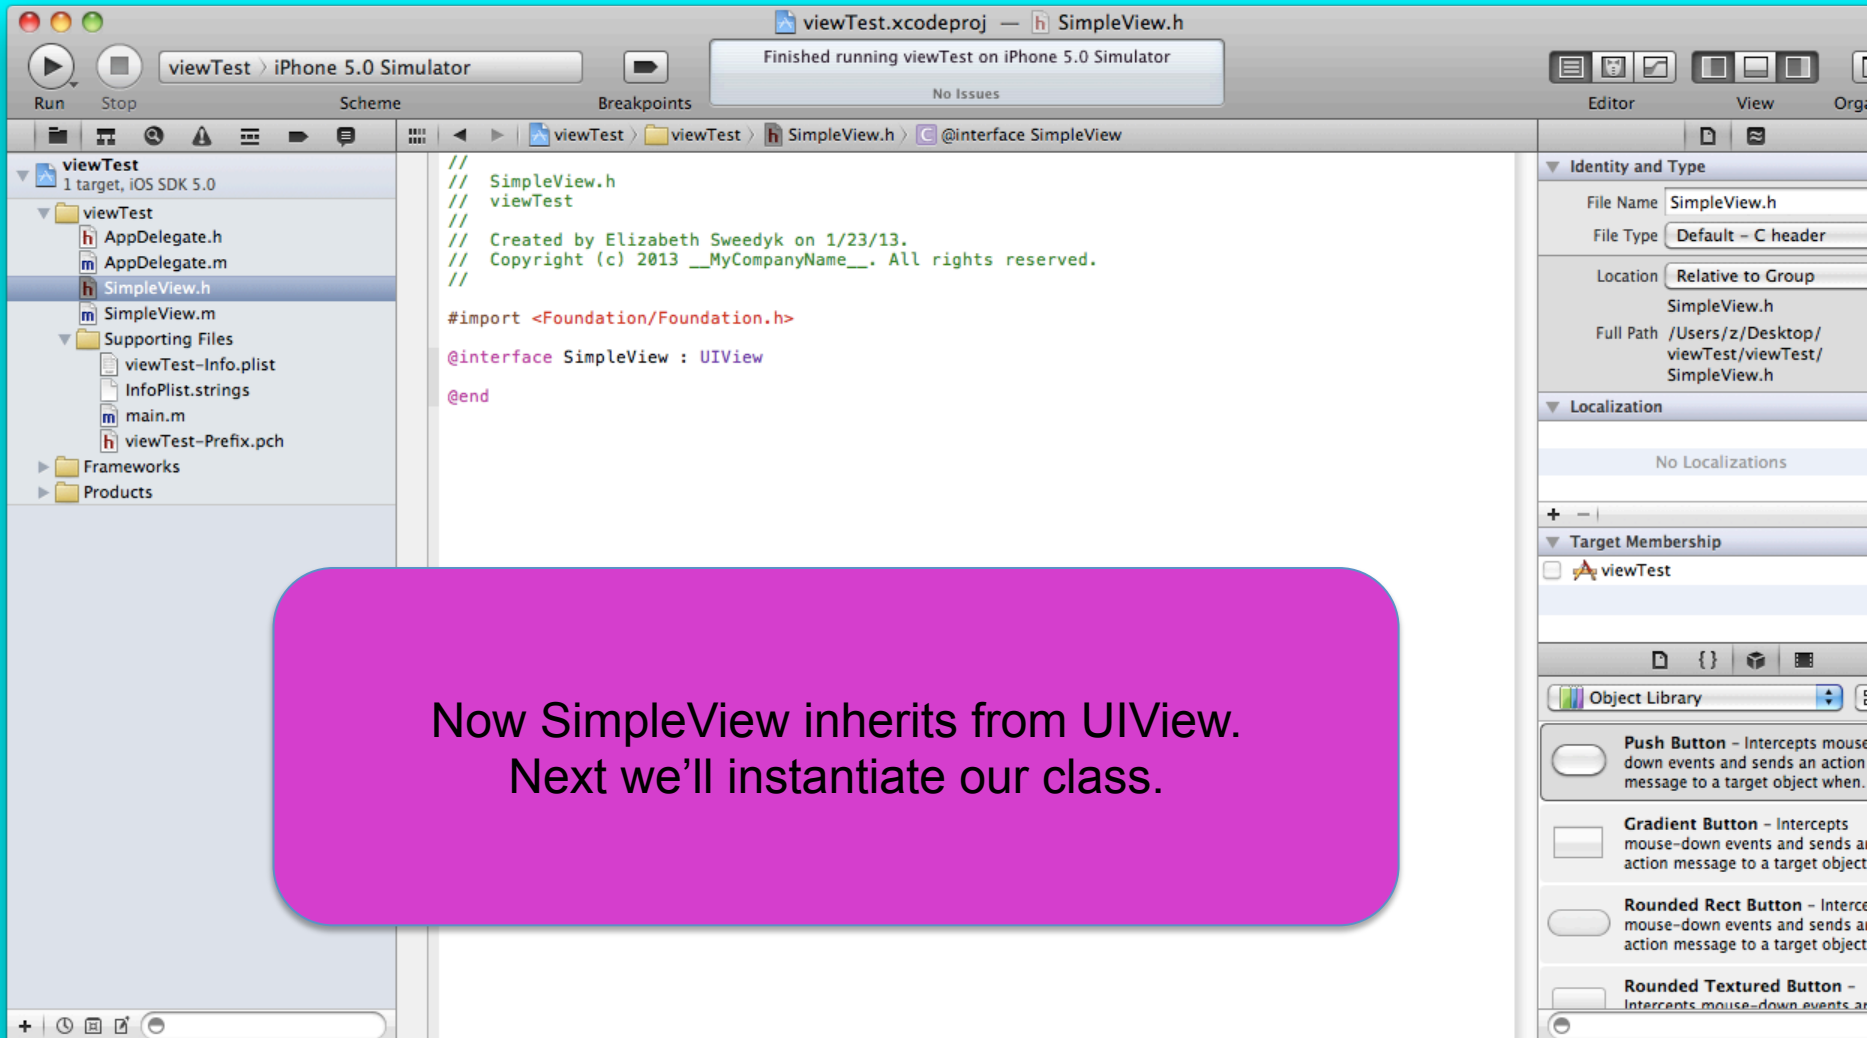 viewTest.xcodeproj — h SimpleView.h
viewTest 〉 iPhone 5.0 Simulator
Finished running viewTest on iPhone 5.0 Simulator
No Issues
Run Stop Scheme Breakpoints Editor View
viewTest 〉 viewTest 〉 h SimpleView.h 〉 C @interface SimpleView
viewTest
1 target, iOS SDK 5.0
viewTest
h AppDelegate.h
m AppDelegate.m
h SimpleView.h
m SimpleView.m
Supporting Files
viewTest-Info.plist
InfoPlist.strings
m main.m
h viewTest-Prefix.pch
Frameworks
Products
//
// SimpleView.h
// viewTest
//
// Created by Elizabeth Sweedyk on 1/23/13.
// Copyright (c) 2013 __MyCompanyName__. All rights reserved.
//
#import <Foundation/Foundation.h>
@interface SimpleView : UIView
@end
Now SimpleView inherits from UIView.
Next we’ll instantiate our class.
Identity and Type
File Name SimpleView.h
File Type Default - C header
Location Relative to Group
SimpleView.h
Full Path /Users/z/Desktop/
viewTest/viewTest/
SimpleView.h
Localization
No Localizations
+ -
Target Membership
viewTest
{}
Object Library
Push Button - Intercepts mouse
down events and sends an action
message to a target object when.
Gradient Button - Intercepts
mouse-down events and sends
action message to a target object
Rounded Rect Button -
mouse-down events and sends
action message to a target object
Rounded Textured Button -
Intercepts mouse-down events